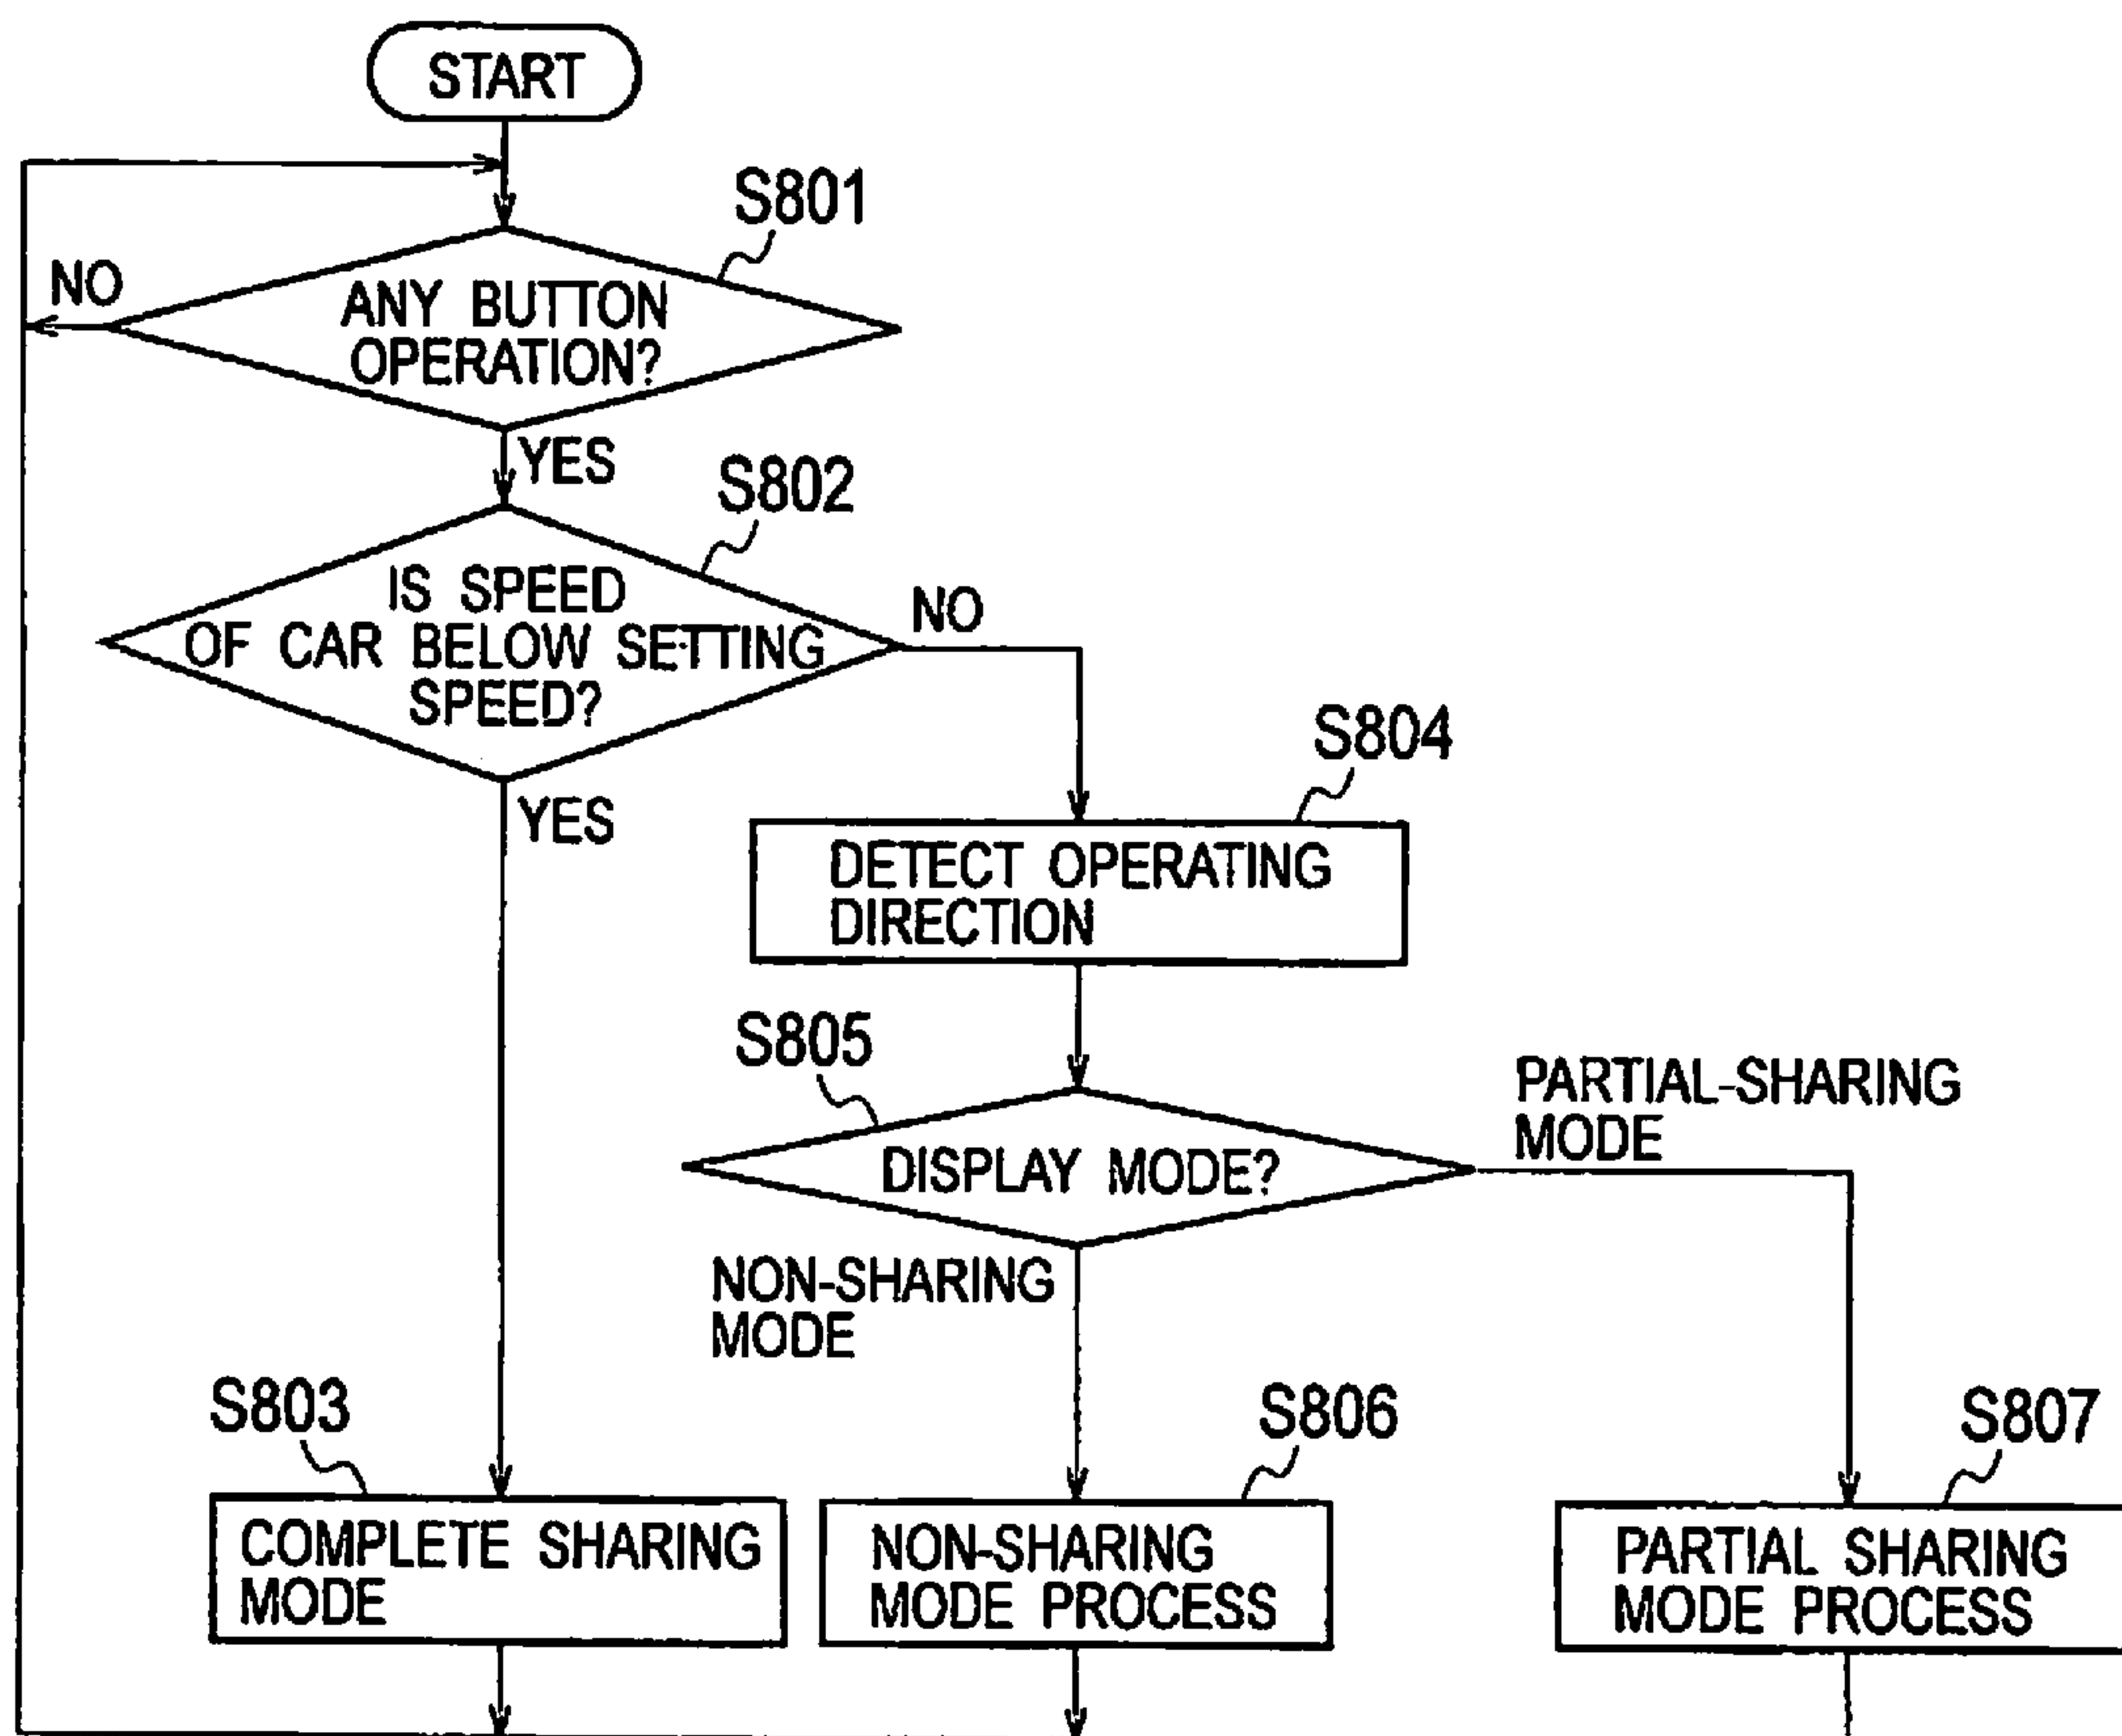 START
S801
NO
ANY BUTTON
OPERATION?
YES
S802
IS SPEED
OF CAR BELOW SETTING
SPEED?
NO
YES
S804
DETECT OPERATING
DIRECTION
S805
DISPLAY MODE?
PARTIAL-SHARING
MODE
NON-SHARING
MODE
S803
COMPLETE SHARING
MODE
S806
NON-SHARING
MODE PROCESS
S807
PARTIAL SHARING
MODE PROCESS